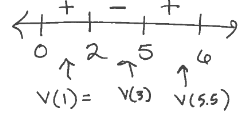 + - +
0 2 5 6
V(1) = V(3) V(5.5)